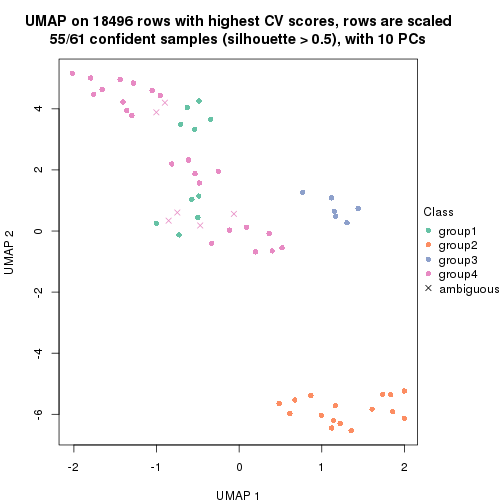 UMAP on 18496 rows with highest CV scores, rows are scaled
55/61 confident samples (silhouette > 0.5), with 10 PCs
4
2
0
-2
-4
-6
UMAP 2
-2
-1
0
1
2
UMAP 1
Class
group1
group2
group3
group4
ambiguous